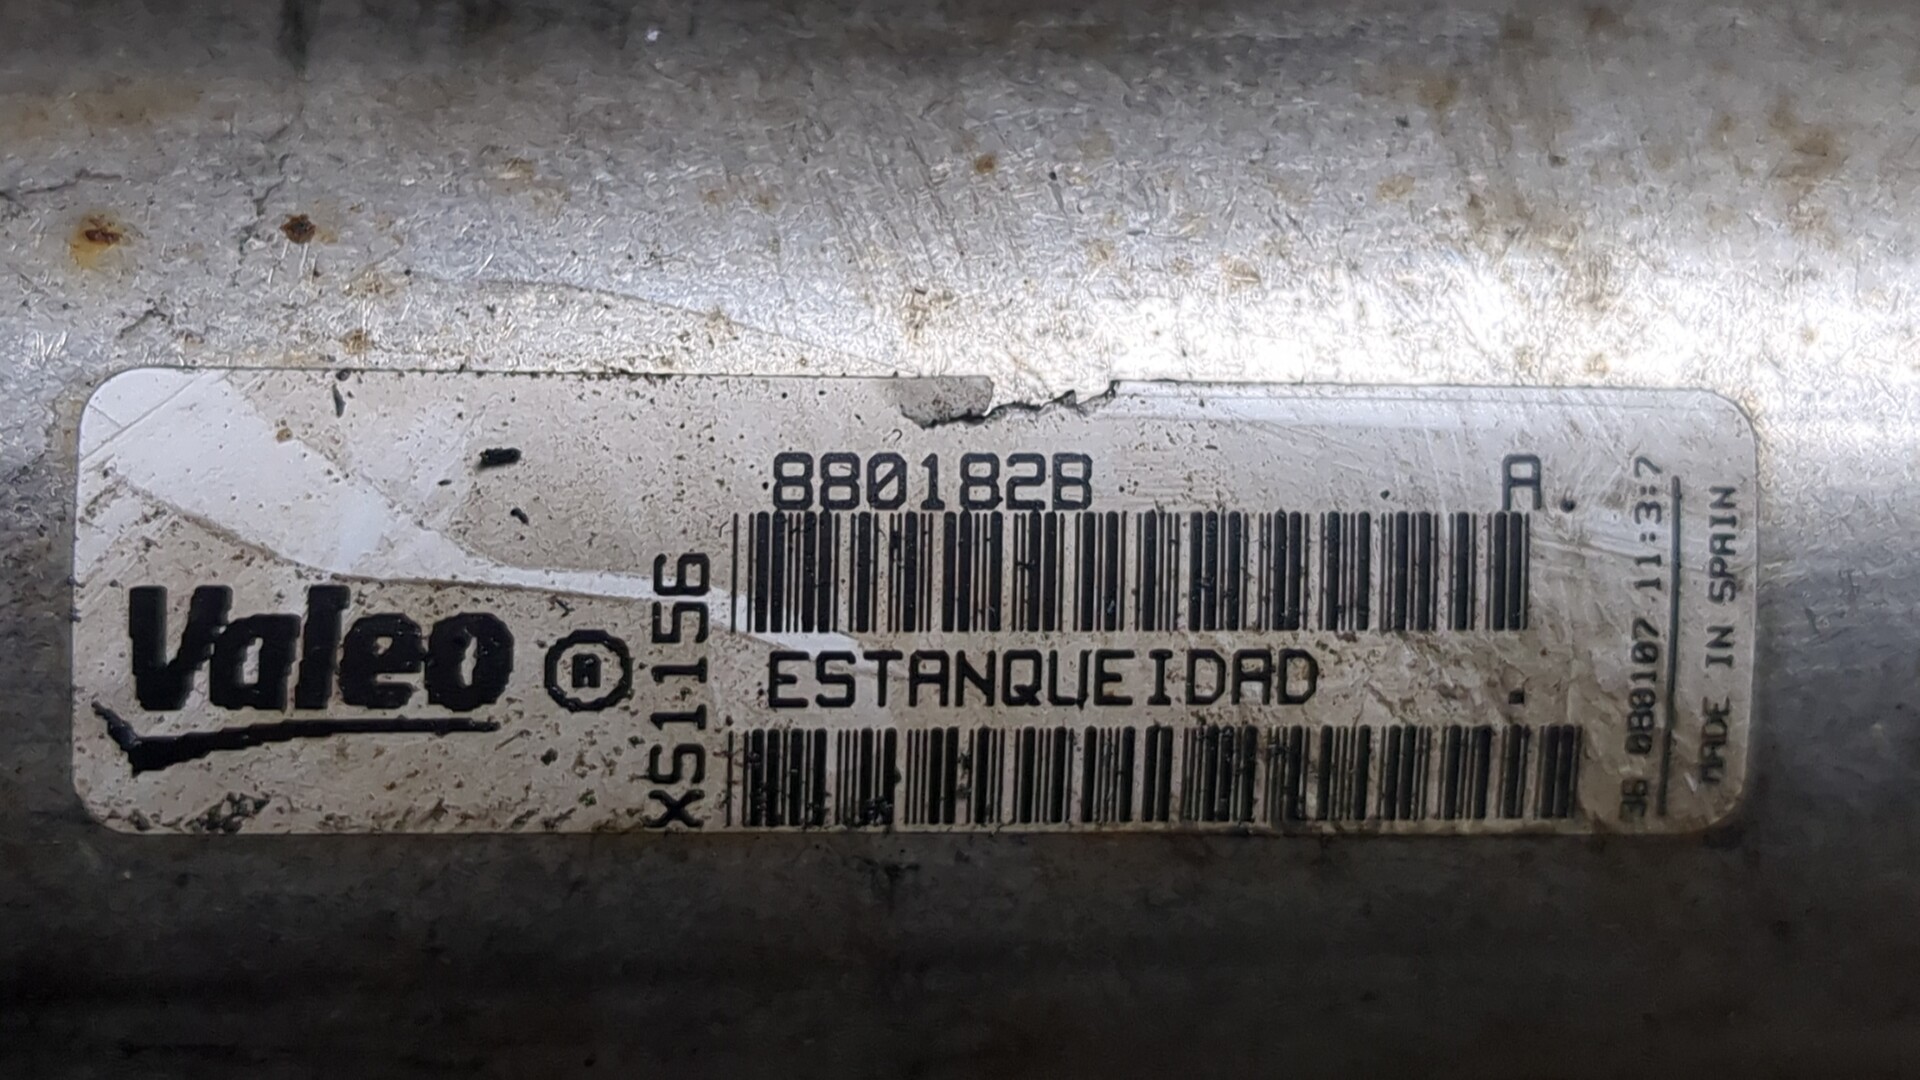 8801828 A.
Valeo ®
XS1156
ESTANQUEIDAD .
36 080107 11:3:7
MADE IN SPAIN